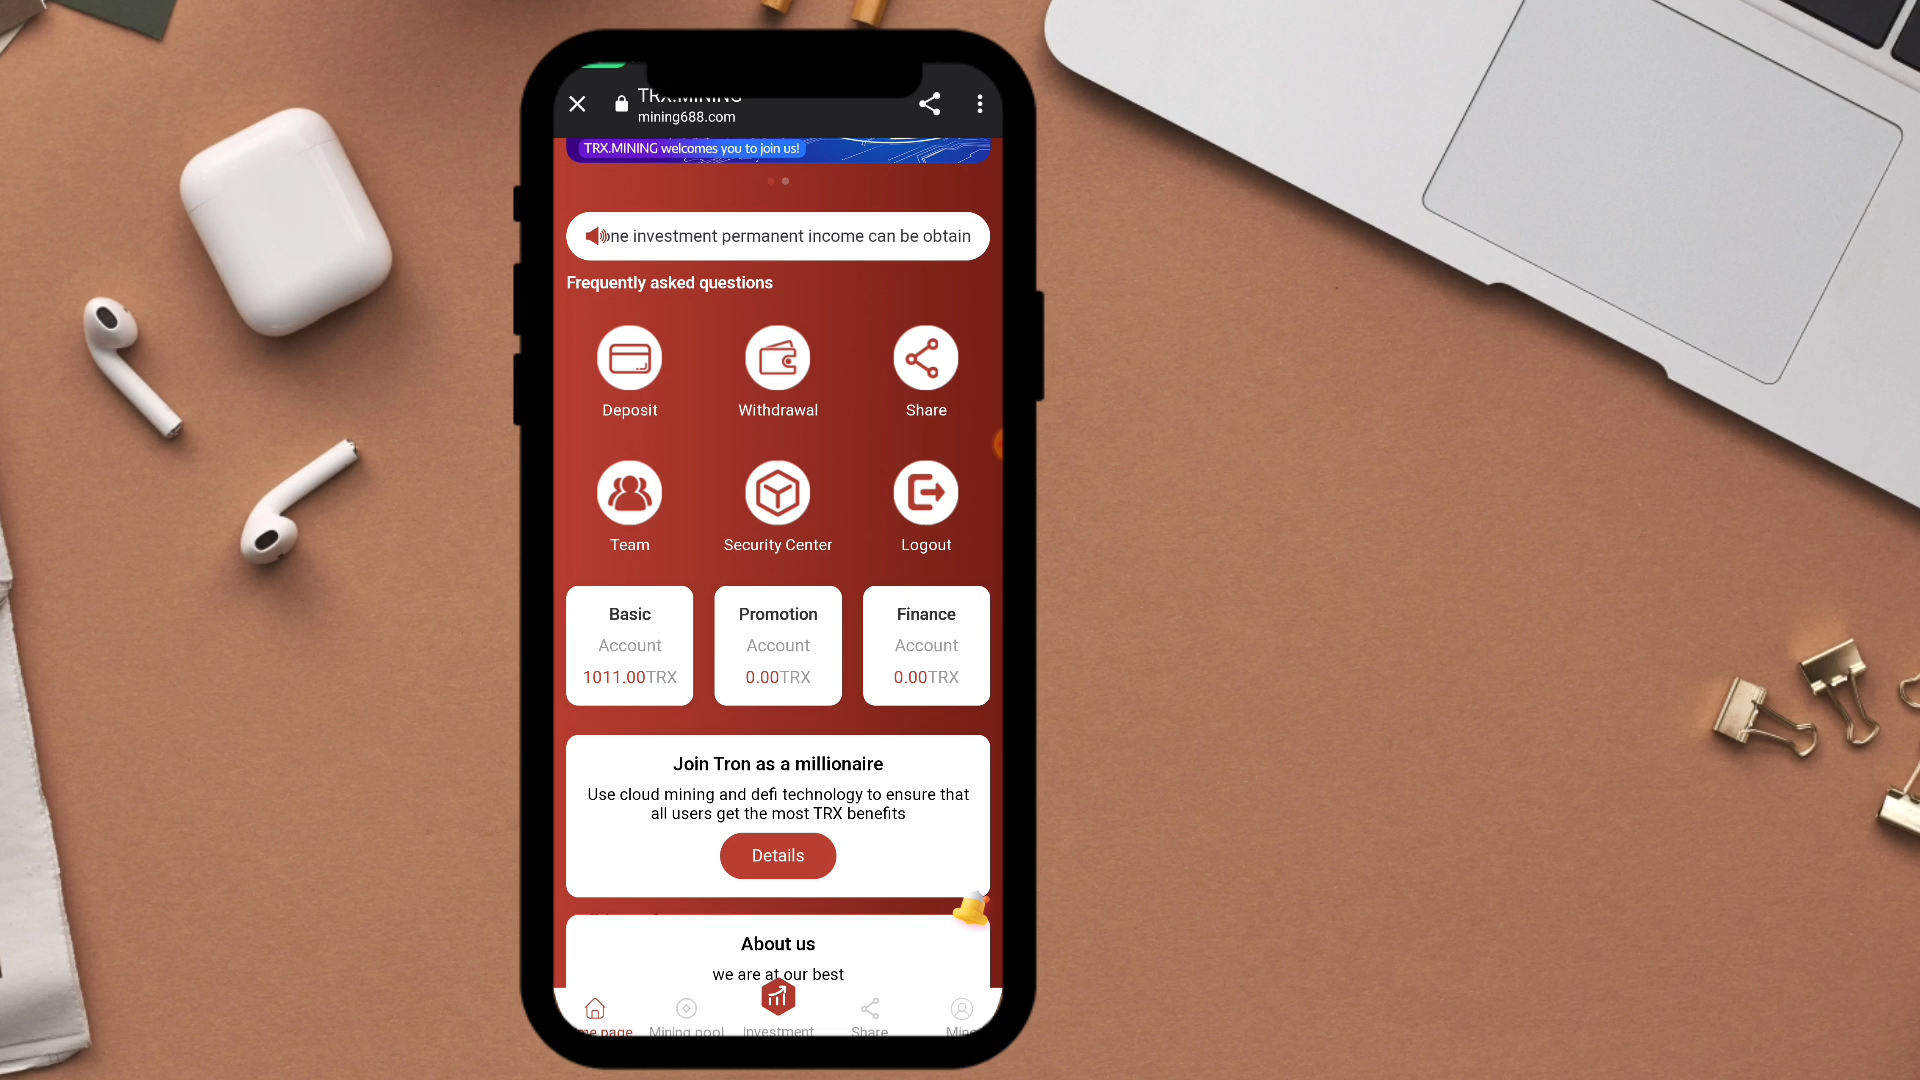 TRX.MINING
mining688.com
TRX.MINING welcomes you to join us!
one investment permanent income can be obtain
Frequently asked questions
Deposit
Withdrawal
Share
Team
Security Center
Logout
Basic
Account
1011.00TRX
Promotion
Account
0.00TRX
Finance
Account
0.00TRX
Join Tron as a millionaire
Use cloud mining and defi technology to ensure that
all users get the most TRX benefits
Details
About us
we are at our best
me page
Mining pool
Investment
Share
Mine